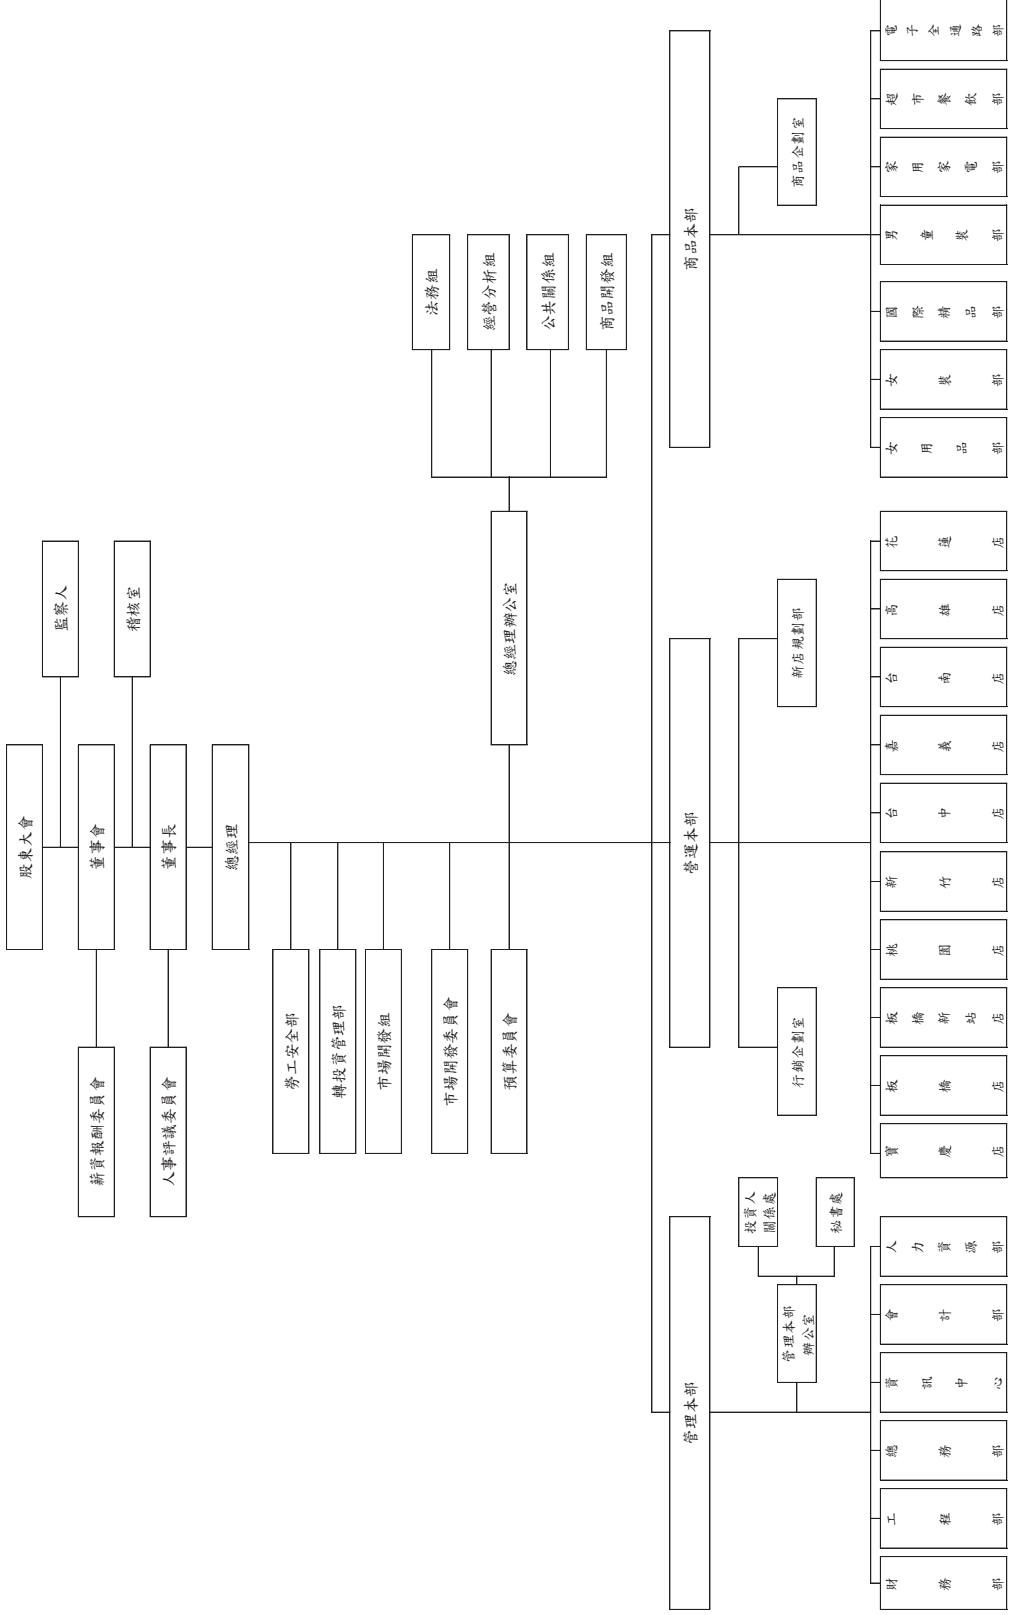 股東大會
監察人
董事會
薪資報酬委員會
稽核室
董事長
人事評議委員會
總經理
勞工安全部
轉投資管理部
市場開發組
市場開發委員會
預算委員會
總經理辦公室
法務組
經營分析組
公共關係組
商品開發組
管理本部
營運本部
商品本部
管理本部
辦公室
投資人
關係處
秘書處
行銷企劃室
新店規劃部
商品企劃室
財務部
工程部
總務部
資訊中心
會計部
人力資源部
寶慶店
板橋店
板橋新站店
桃園店
新竹店
台中店
嘉義店
台南店
高雄店
花蓮店
女用品部
女裝部
國際精品部
男童裝部
家用家電部
超市餐飲部
電子全通路部